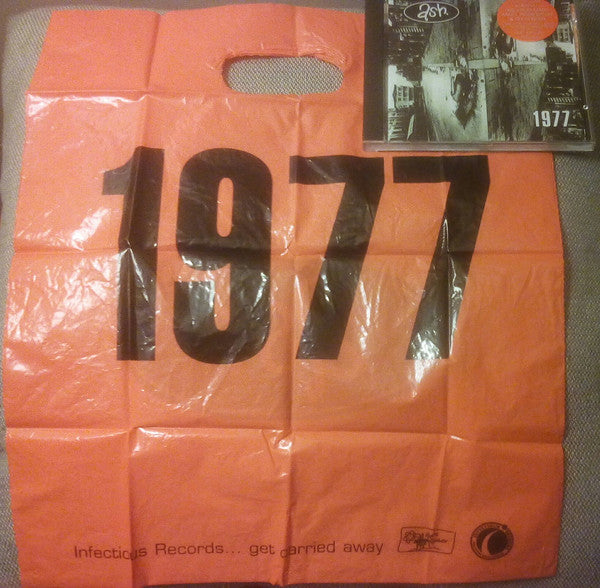 ash
1977
1977
Infectious Records... get carried away